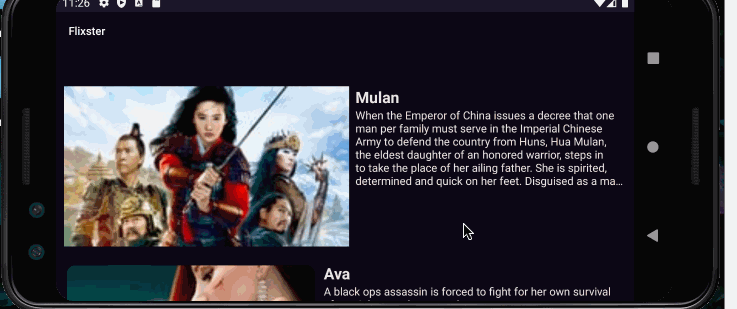 11:26
Flixster
Mulan
When the Emperor of China issues a decree that one
man per family must serve in the Imperial Chinese
Army to defend the country from Huns, Hua Mulan,
the eldest daughter of an honored warrior, steps in
to take the place of her ailing father. She is spirited,
determined and quick on her feet. Disguised as a ma...
Ava
A black ops assassin is forced to fight for her own survival